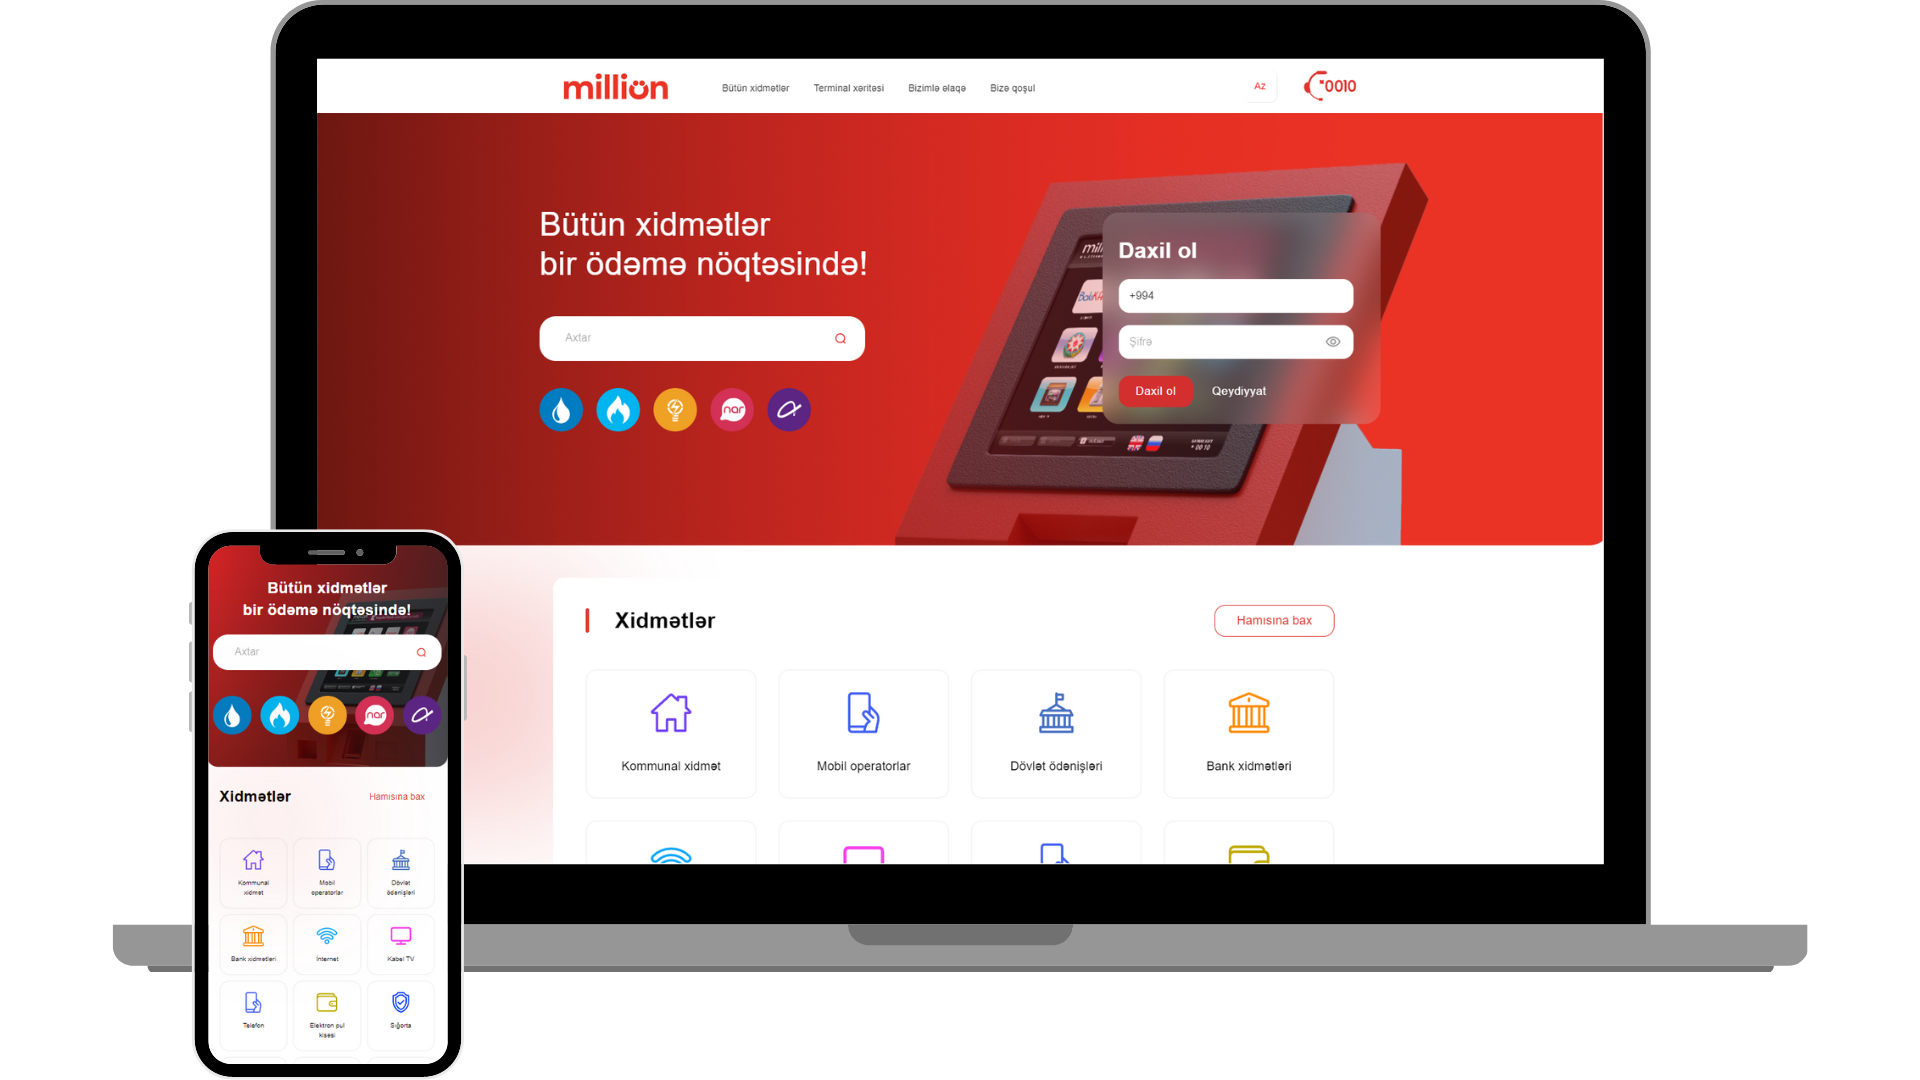 million
Bütün xidmətlər
Terminal xəritəsi
Bizimlə əlaqə
Bizə qoşul
Az
0010
Bütün xidmətlər
bir ödəmə nöqtəsində!
Axtar
nar
Daxil ol
+994
Şifrə
Daxil ol
Qeydiyyat
Xidmətlər
Hamısına bax
Kommunal xidmət
Mobil operatorlar
Dövlət ödənişləri
Bank xidmətləri
Bütün xidmətlər
bir ödəmə nöqtəsində!
Axtar
nar
Xidmətlər
Hamısına bax
Kommunal
xidmət
Mobil
operatorlar
Dövlət
ödənişləri
Bank xidmətləri
İnternet
Kabel TV
Telefon
Elektron pul
kisəsi
Sığorta